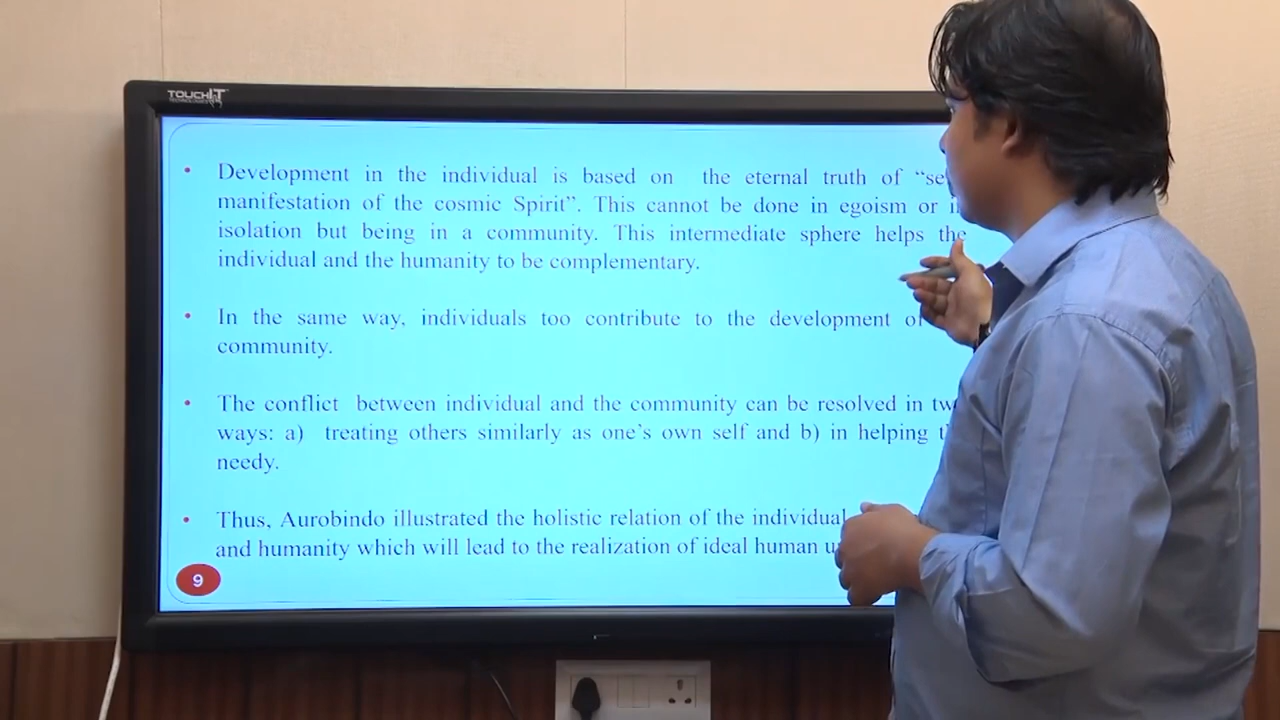 TOUCHIT
TECHNOLOGIES
• Development in the individual is based on the eternal truth of
manifestation of the cosmic Spirit”. This cannot be done in egoism or
isolation but being in a community. This intermediate sphere helps the
individual and the humanity to be complementary.
• In the same way, individuals too contribute to the development of
community.
• The conflict between individual and the community can be resolved in
ways: a) treating others similarly as one’s own self and b) in helping
needy.
• Thus, Aurobindo illustrated the holistic relation of the individual
and humanity which will lead to the realization of ideal human
9